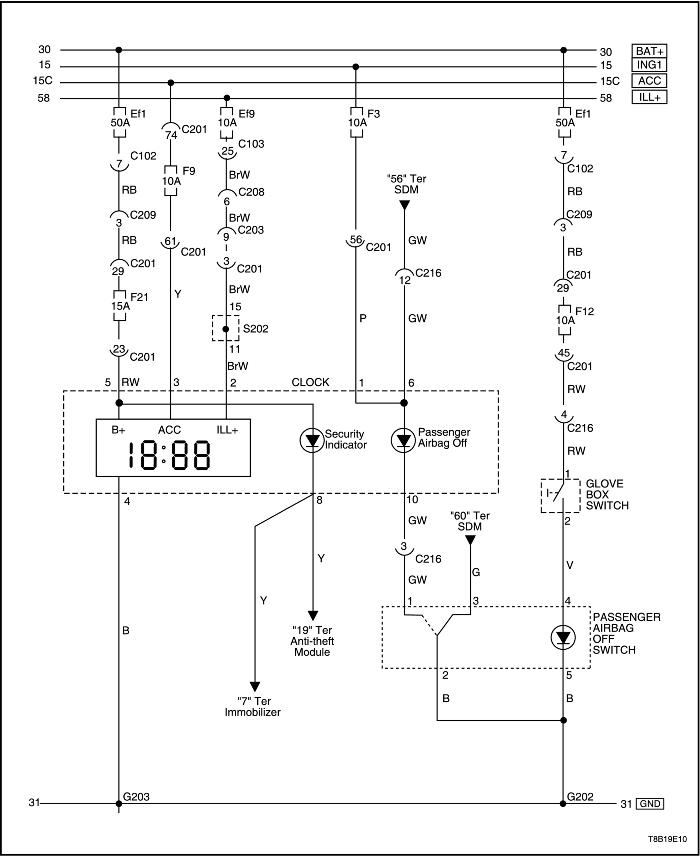 30 30 BAT+
15 15 ING1
15C 15C ACC
58 58 ILL+
Ef1 Ef9 F3 Ef1
50A 10A 10A 50A
C201
74
C103
25
C102
7
7
C102
F9
10A
BrW
"56" Ter
SDM
RB RB
C208
6
BrW
C209
3
C209
3
C203
9
61
C201
56
C201
GW
RB RB
C201
29
3
C201
C216
12
C201
29
Y
BrW
F21
15A
15
P
GW
F12
10A
S202
23
C201
11
45
C201
BrW
5 RW 3 2 CLOCK 1 6
RW
4
C216
B+ ACC ILL+
Security
Indicator
Passenger
Airbag Off
18:88
RW
1
GLOVE
BOX
SWITCH
4 8 10
2
GW
"60" Ter
SDM
3
C216
Y
G
V
GW
Y
1 3 4
"19" Ter
Anti-theft
Module
PASSENGER
AIRBAG
OFF
SWITCH
B
2 5
"7" Ter
Immobilizer
B B
31 G203 G202 31 GND
T8B19E10